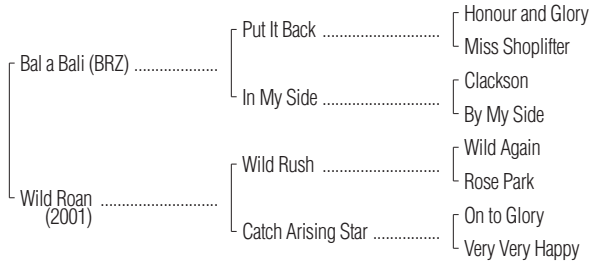 Honour and Glory
Put It Back ........................
Miss Shoplifter
Bal a Bali (BRZ) .................
Clackson
In My Side .........................
By My Side
Wild Again
Wild Rush ........................
Rose Park
Wild Roan ........................
(2001)
On to Glory
Catch Arising Star ..............
Very Very Happy